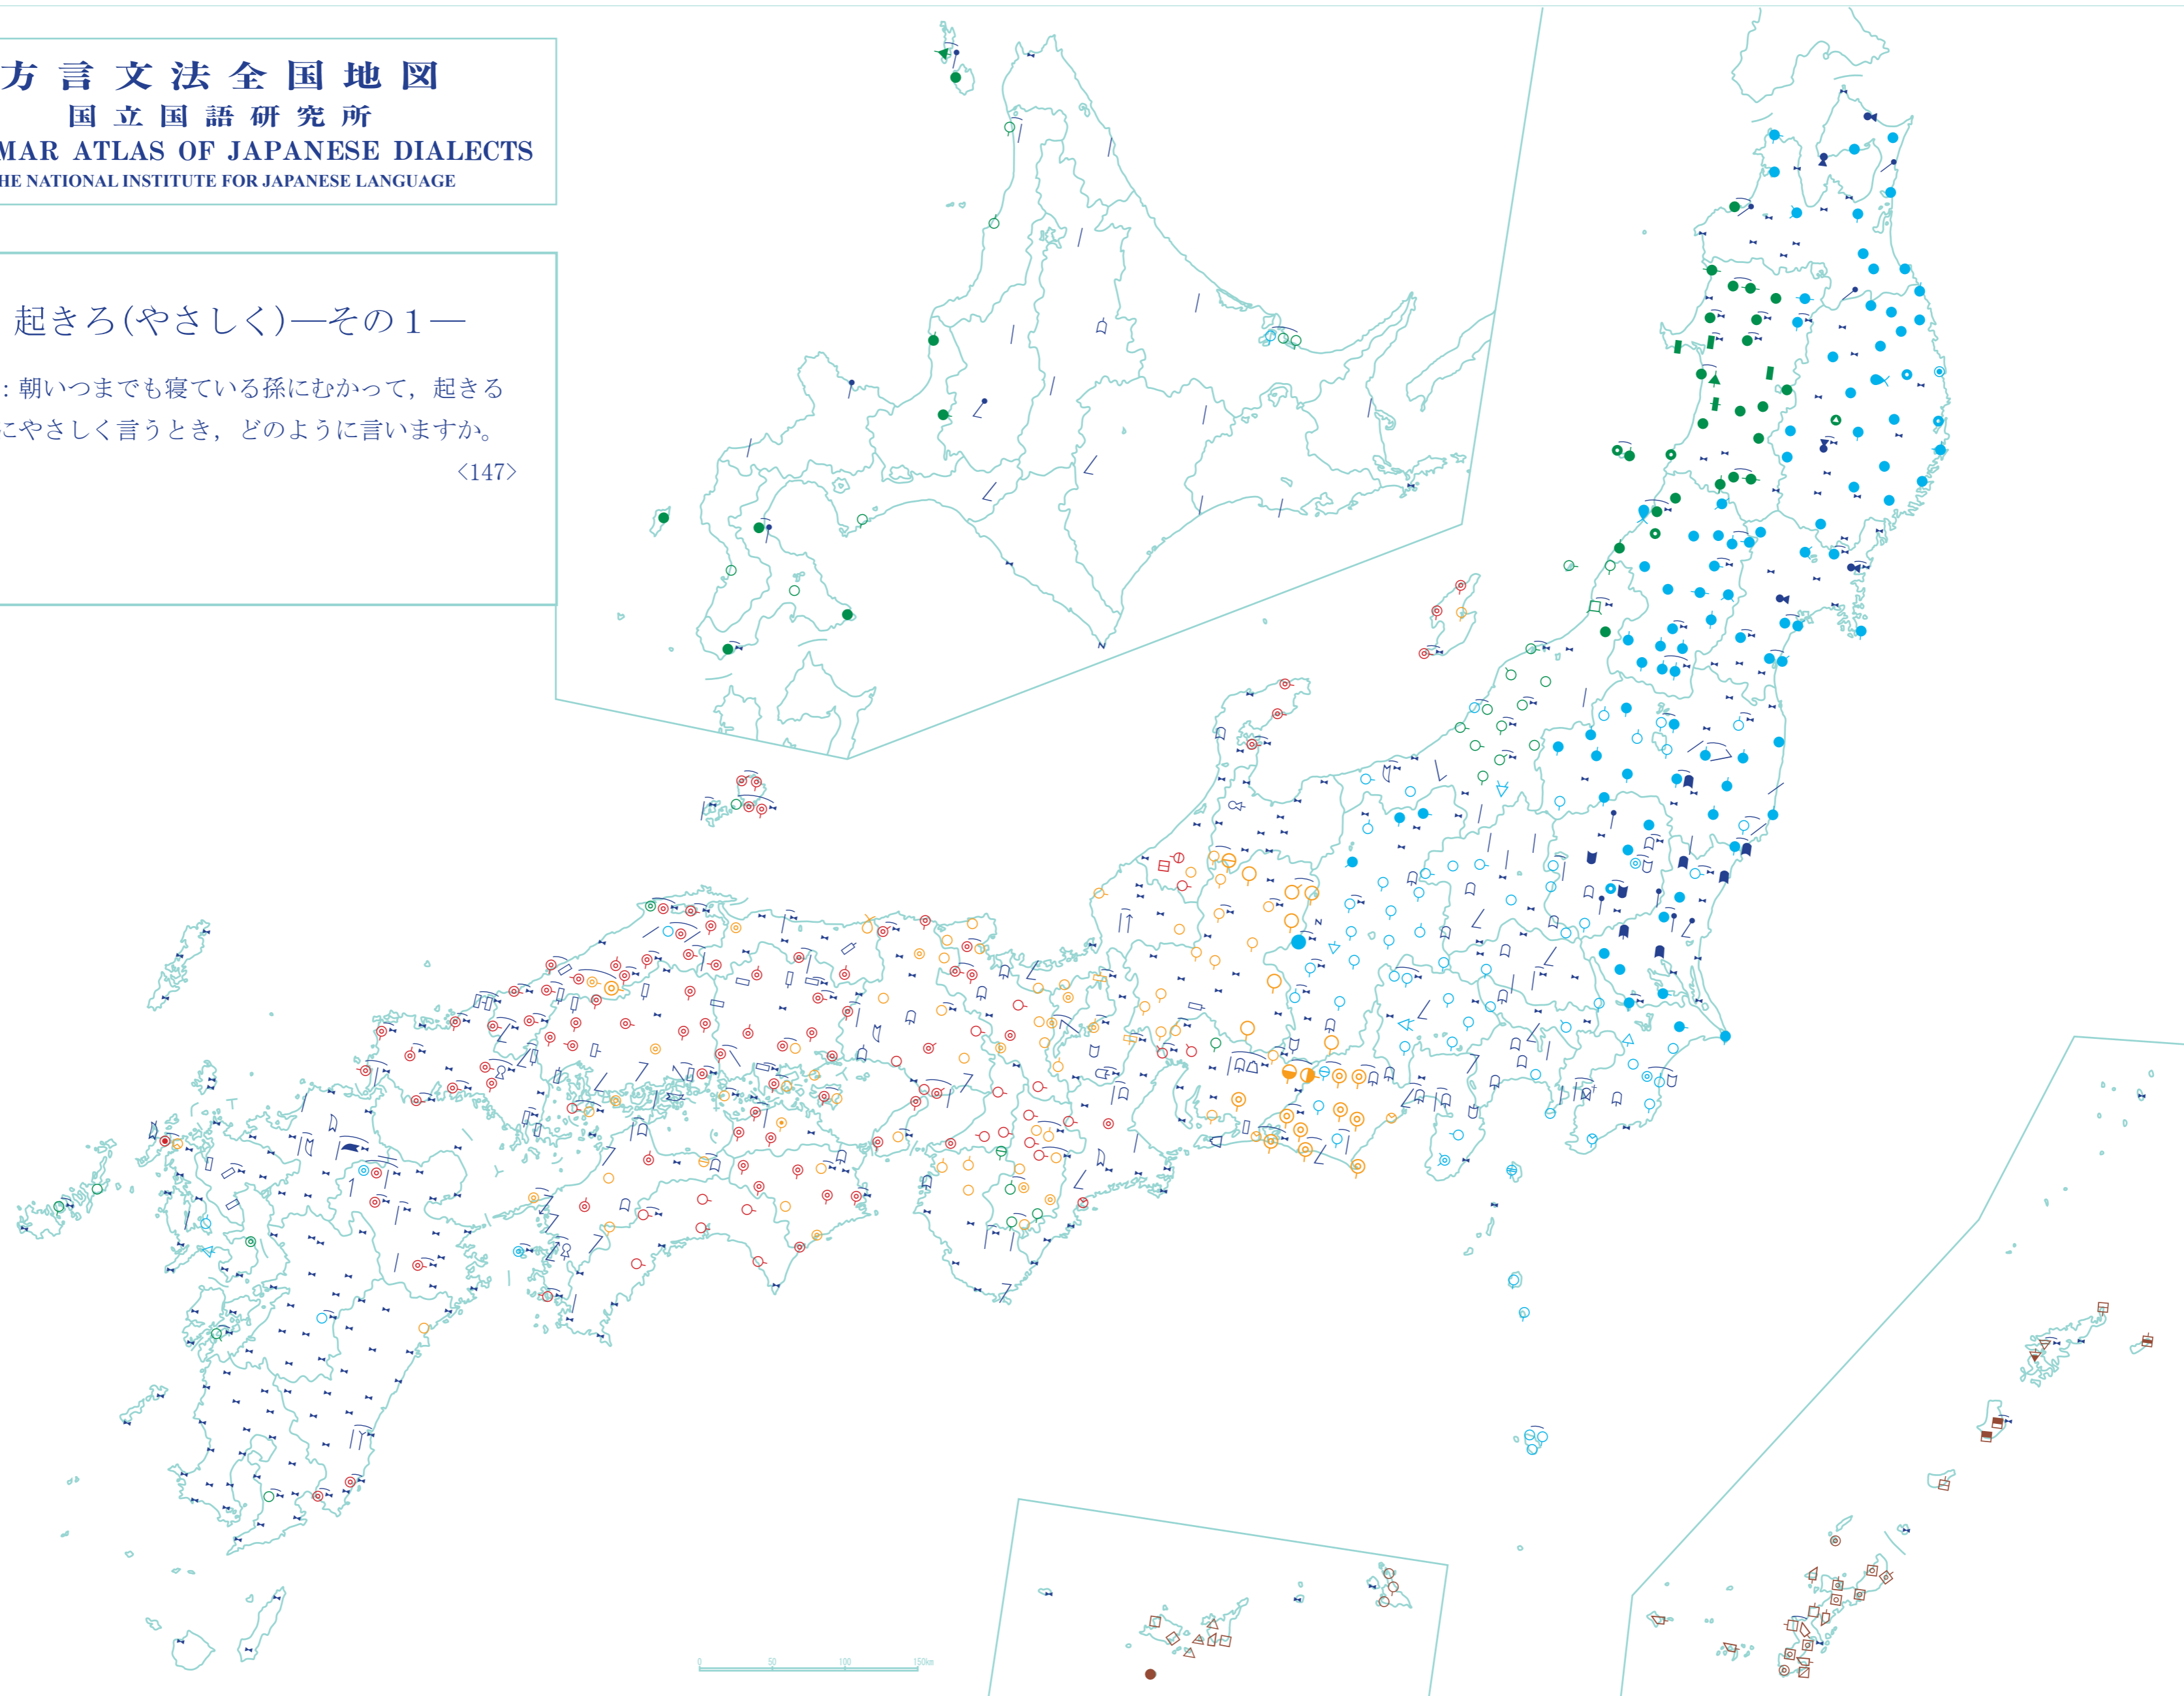 方言文法全国地図
国立国語研究所
MAR ATLAS OF JAPANESE DIALECTS
HE NATIONAL INSTITUTE FOR JAPANESE LANGUAGE
起きろ(やさしく)―その1―
:朝いつまでも寝ている孫にむかって,起きる
にやさしく言うとき,どのように言いますか。
〈147〉
0 50 100 150km